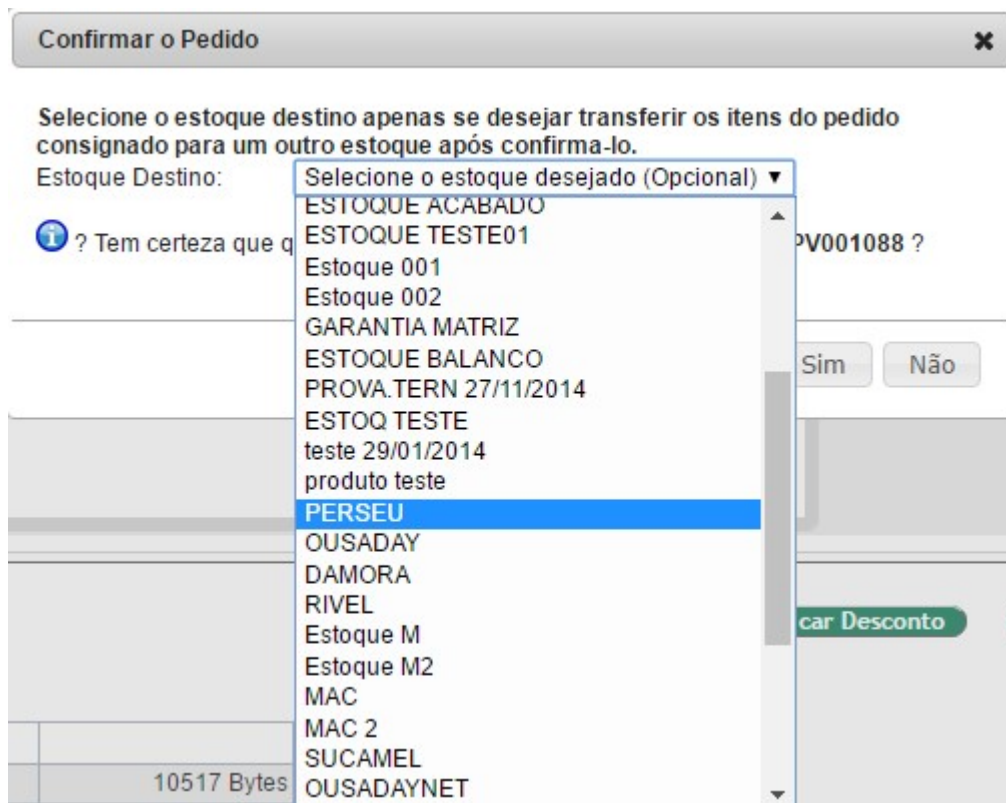 Confirmar o Pedido
Selecione o estoque destino apenas se desejar transferir os itens do pedido
consignado para um outro estoque após confirma-lo.
Estoque Destino:
Selecione o estoque desejado (Opcional)
ESTOQUE ACABADO
ESTOQUE TESTE01
? Tem certeza que q
PV001088 ?
Estoque 001
Estoque 002
GARANTIA MATRIZ
ESTOQUE BALANCO
Sim
Não
PROVA.TERN 27/11/2014
ESTOQ TESTE
teste 29/01/2014
produto teste
PERSEU
OUSADAY
DAMORA
RIVEL
Estoque M
car Desconto
Estoque M2
MAC
MAC 2
SUCAMEL
10517 Bytes
OUSADAYNET